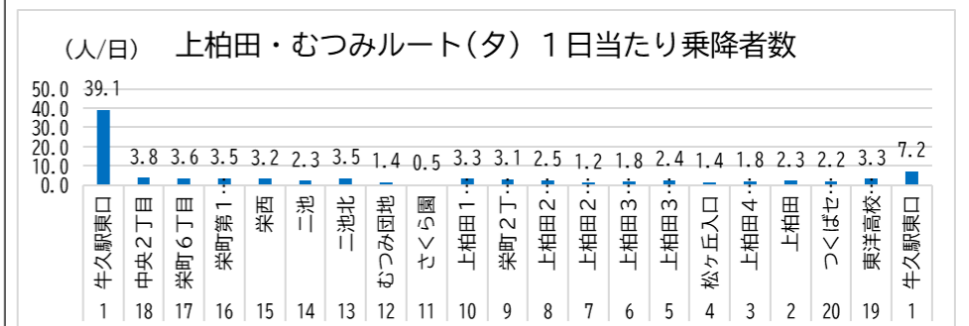 (人/日) 上柏田・むつみルート(夕) 1日当たり乗降者数
50.0
40.0
30.0
20.0
10.0
0.0
39.1 3.8 3.6 3.5 3.2 2.3 3.5 1.4 0.5 3.3 3.1 2.5 1.2 1.8 2.4 1.4 1.8 2.3 2.2 3.3 7.2
牛久駅東口
中央2丁目
栄町6丁目
栄町第1…
栄西
二池
二池北
むつみ団地
さくら園
上柏田1…
栄町2丁…
上柏田2…
上柏田2…
上柏田3…
上柏田3…
松ヶ丘入口
上柏田4…
上柏田
つくばセ…
東洋高校…
牛久駅東口
1 18 17 16 15 14 13 12 11 10 9 8 7 6 5 4 3 2 20 19 1